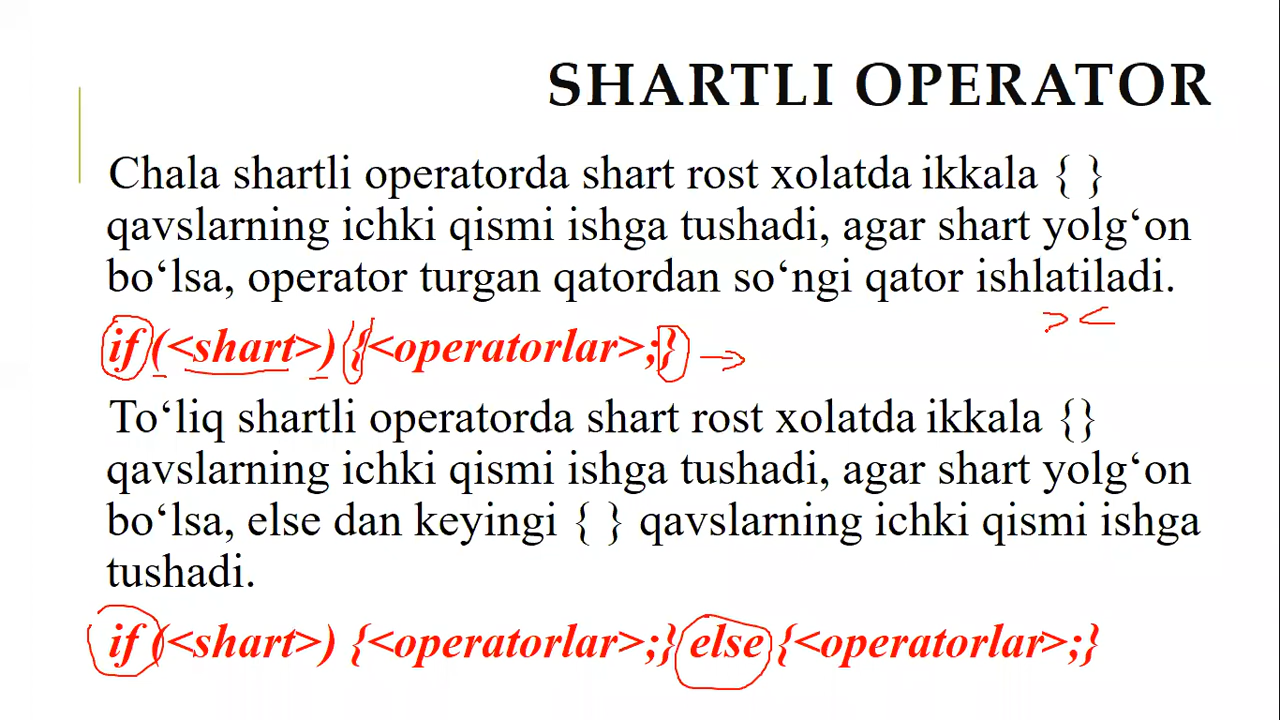 SHARTLI OPERATOR
Chala shartli operatorda shart rost xolatda ikkala { }
qavslarning ichki qismi ishga tushadi, agar shart yolg‘on
bo‘lsa, operator turgan qatordan so‘ngi qator ishlatiladi.
> <
if (<shart>) {<operatorlar>;}
To‘liq shartli operatorda shart rost xolatda ikkala {}
qavslarning ichki qismi ishga tushadi, agar shart yolg‘on
bo‘lsa, else dan keyingi { } qavslarning ichki qismi ishga
tushadi.
if (<shart>) {<operatorlar>;} else {<operatorlar>;}